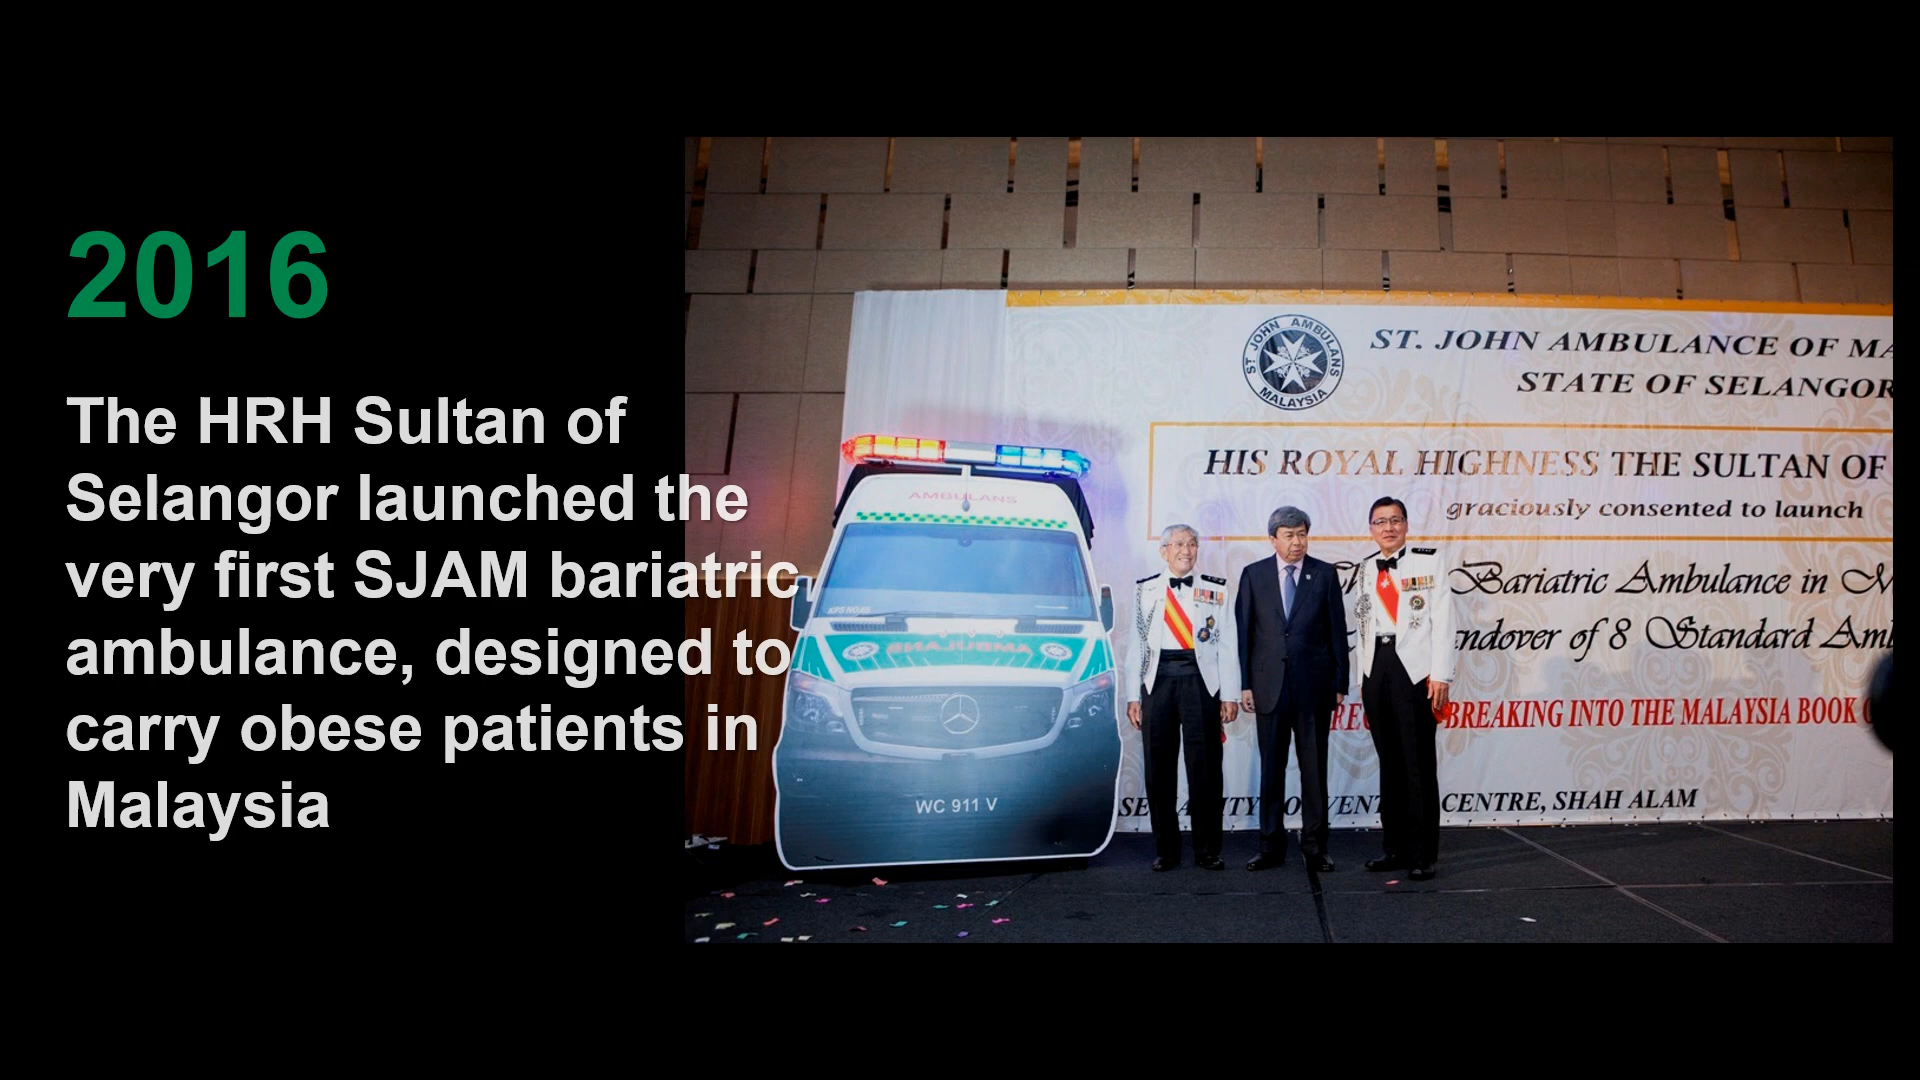 2016
The HRH Sultan of
Selangor launched the
very first SJAM bariatric
ambulance, designed to
carry obese patients in
Malaysia
ST JOHN AMBULANS
MALAYSIA
ST. JOHN AMBULANCE OF
STATE OF SELANGOR
HIS ROYAL HIGHNESS THE SULTAN OF
graciously consented to launch
Bariatric Ambulance in
of 8 Standard
BREAKING INTO THE MALAYSIA BOOK
CENTRE, SHAH ALAM
AMBULANS
WC 911 V